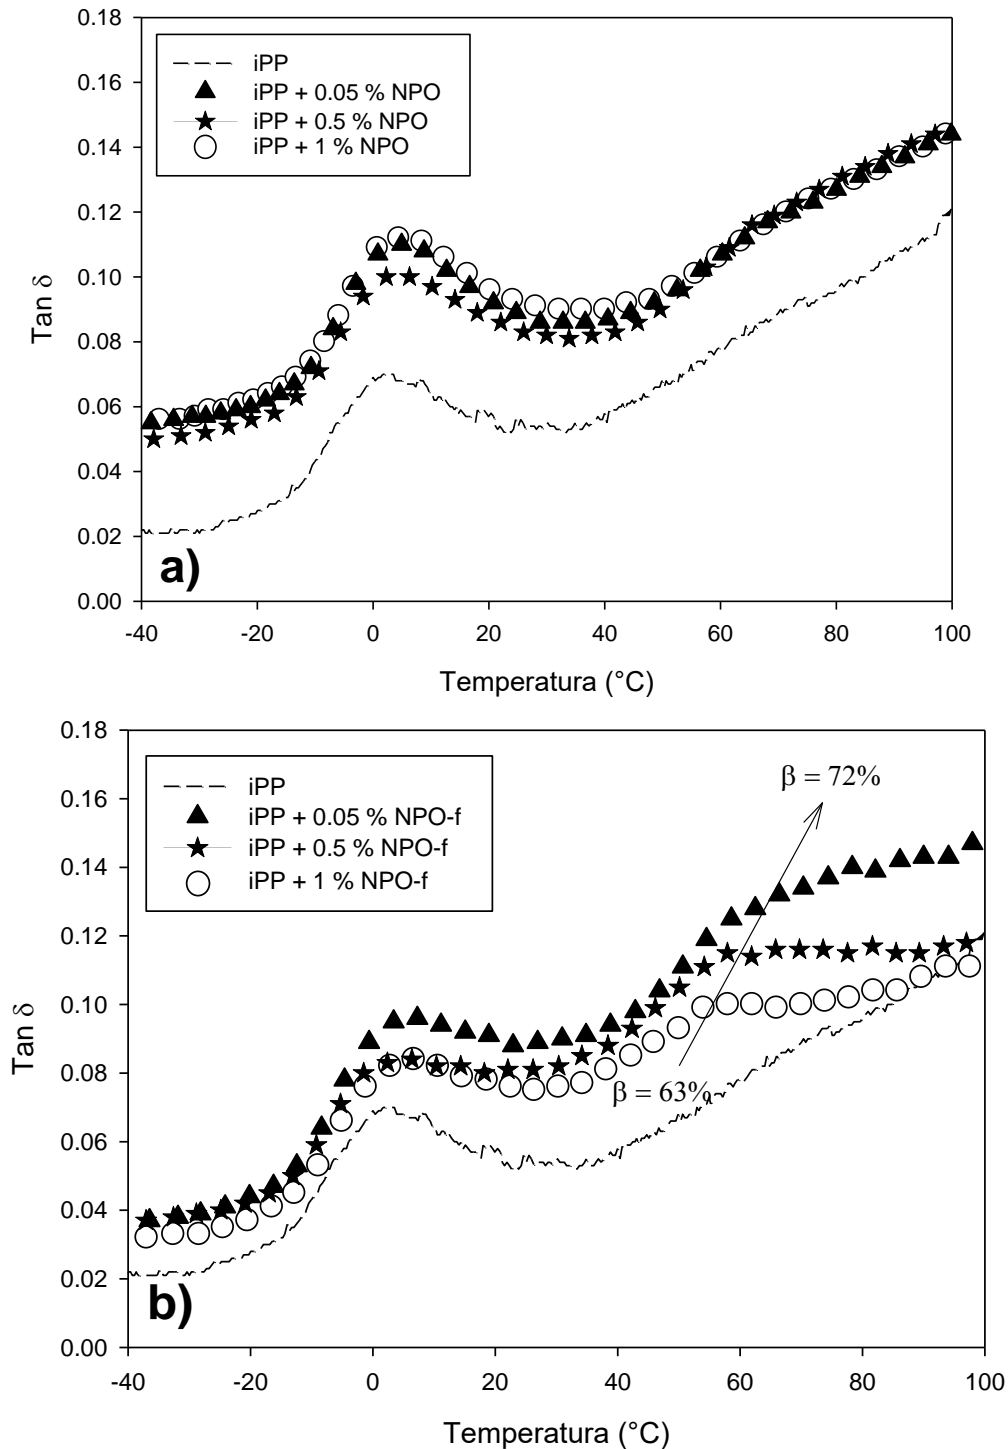 0.18
0.16
0.14
0.12
0.10
0.08
0.06
0.04
0.02
0.00
Tan δ
iPP
iPP + 0.05 % NPO
iPP + 0.5 % NPO
iPP + 1 % NPO
a)
-40 -20 0 20 40 60 80 100
Temperatura (°C)
0.18
0.16
0.14
0.12
0.10
0.08
0.06
0.04
0.02
0.00
Tan δ
iPP
iPP + 0.05 % NPO-f
iPP + 0.5 % NPO-f
iPP + 1 % NPO-f
β = 72%
β = 63%
b)
-40 -20 0 20 40 60 80 100
Temperatura (°C)